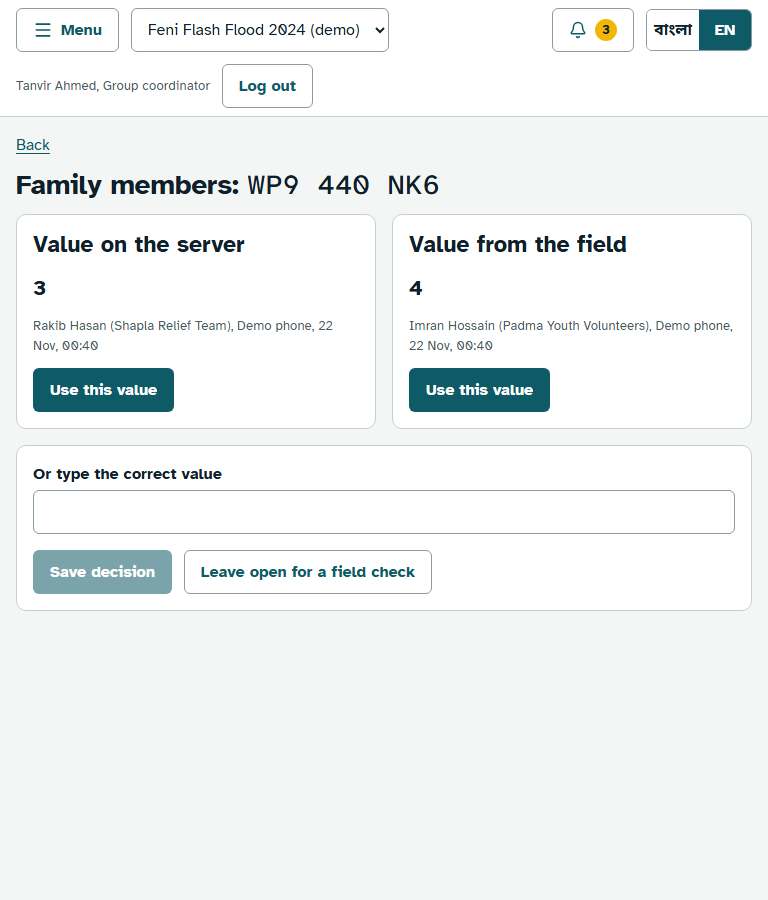 Menu
Feni Flash Flood 2024 (demo)
3
বাংলা
EN
Tanvir Ahmed, Group coordinator
Log out
Back
Family members: WP9 440 NK6
Value on the server
3
Rakib Hasan (Shapla Relief Team), Demo phone, 22
Nov, 00:40
Use this value
Value from the field
4
Imran Hossain (Padma Youth Volunteers), Demo phone,
22 Nov, 00:40
Use this value
Or type the correct value
Save decision
Leave open for a field check